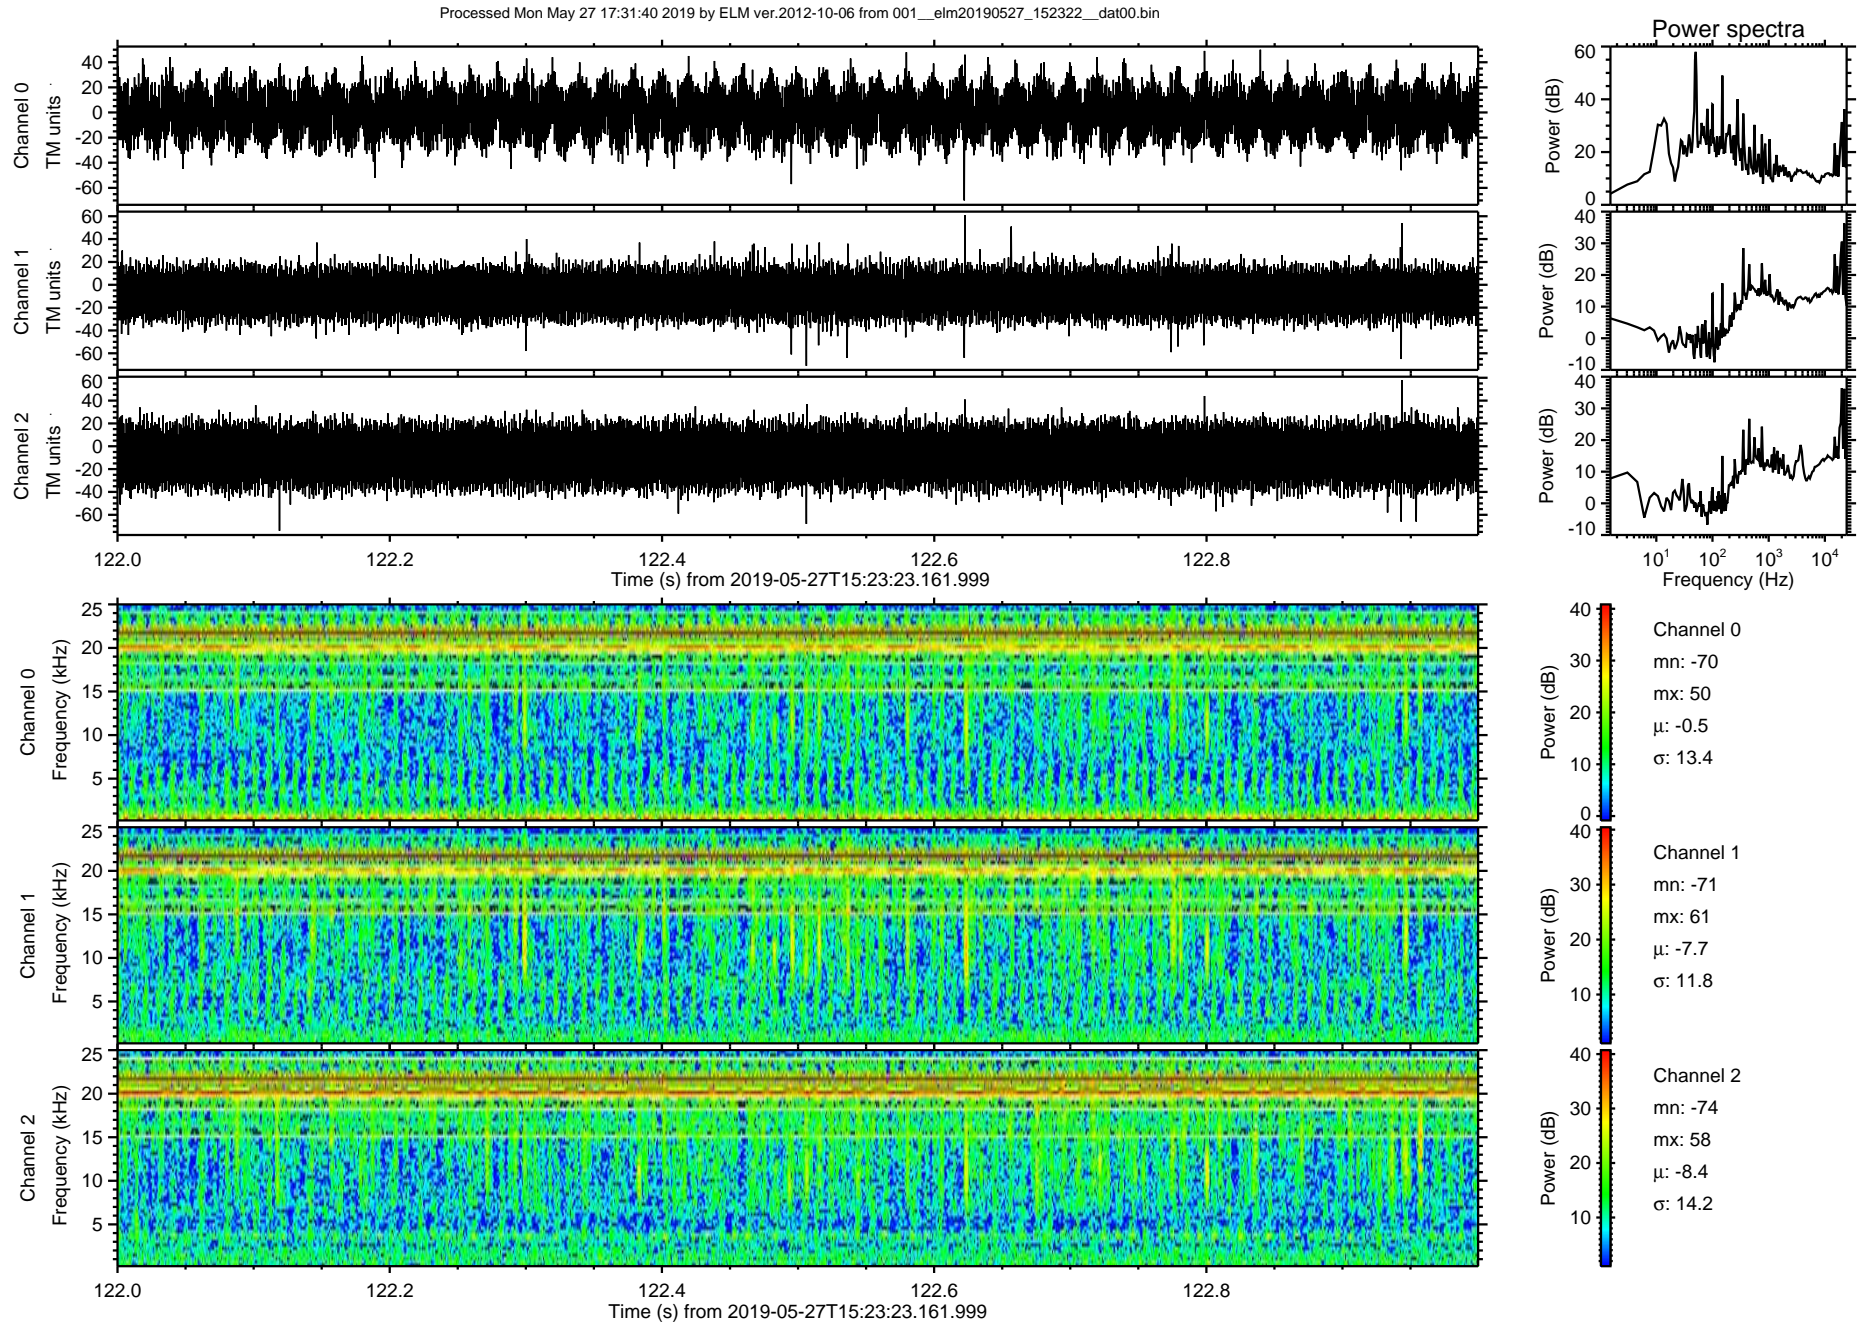 Processed Mon May 27 17:31:40 2019 by ELM ver.2012-10-06 from 001__elm20190527_152322__dat00.bin
Power spectra
Channel 0
TM units
40
20
0
-20
-40
-60
Power (dB)
60
40
20
0
Channel 1
TM units
60
40
20
0
-20
-40
-60
Power (dB)
40
30
20
10
0
-10
Channel 2
TM units
60
40
20
0
-20
-40
-60
Power (dB)
40
30
20
10
0
-10
122.0 122.2 122.4 122.6 122.8
Time (s) from 2019-05-27T15:23:23.161.999
10¹ 10² 10³ 10⁴
Frequency (Hz)
Channel 0
Frequency (kHz)
25
20
15
10
5
Power (dB)
40
30
20
10
0
Channel 0
mn: -70
mx: 50
μ: -0.5
σ: 13.4
Channel 1
Frequency (kHz)
25
20
15
10
5
Power (dB)
40
30
20
10
Channel 1
mn: -71
mx: 61
μ: -7.7
σ: 11.8
Channel 2
Frequency (kHz)
25
20
15
10
5
Power (dB)
40
30
20
10
Channel 2
mn: -74
mx: 58
μ: -8.4
σ: 14.2
122.0 122.2 122.4 122.6 122.8
Time (s) from 2019-05-27T15:23:23.161.999